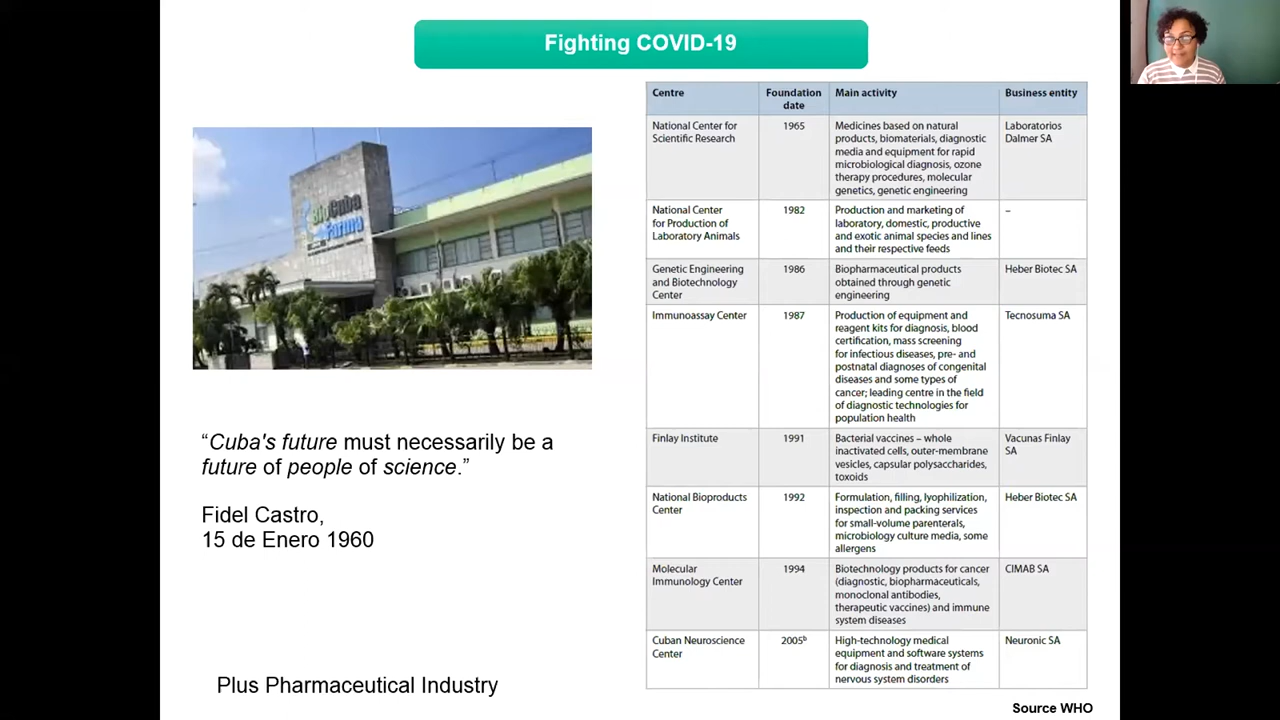 Fighting COVID-19
BioCuba
Farma
“Cuba's future must necessarily be a
future of people of science.”
Fidel Castro,
15 de Enero 1960
Plus Pharmaceutical Industry
Centre Foundation date Main activity Business entity
National Center for
Scientific Research
1965
Medicines based on natural
products, biomaterials, diagnostic
media and equipment for rapid
microbiological diagnosis, ozone
therapy procedures, molecular
genetics, genetic engineering
Laboratorios
Dalmer SA
National Center
for Production of
Laboratory Animals
1982
Production and marketing of
laboratory, domestic, productive
and exotic animal species and lines
and their respective feeds
–
Genetic Engineering
and Biotechnology
Center
1986
Biopharmaceutical products
obtained through genetic
engineering
Heber Biotec SA
Immunoassay Center
1987
Production of equipment and
reagent kits for diagnosis, blood
certification, mass screening
for infectious diseases, pre- and
postnatal diagnoses of congenital
diseases and some types of
cancer; leading centre in the field
of diagnostic technologies for
population health
Tecnosuma SA
Finlay Institute
1991
Bacterial vaccines – whole
inactivated cells, outer-membrane
vesicles, capsular polysaccharides,
toxoids
Vacunas Finlay
SA
National Bioproducts
Center
1992
Formulation, filling, lyophilization,
inspection and packing services
for small-volume parenterals,
microbiology culture media, some
allergens
Heber Biotec SA
Molecular
Immunology Center
1994
Biotechnology products for cancer
(diagnostic, biopharmaceuticals,
monoclonal antibodies,
therapeutic vaccines) and immune
system diseases
CIMAB SA
Cuban Neuroscience
Center
2005ᵇ
High-technology medical
equipment and software systems
for diagnosis and treatment of
nervous system disorders
Neuronic SA
Source WHO